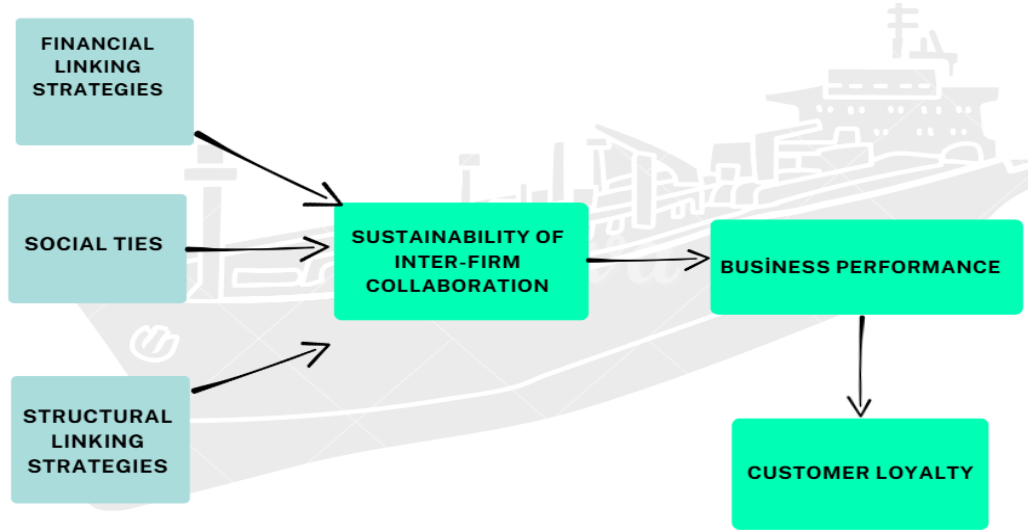 FINANCIAL
LINKING
STRATEGIES
SOCIAL TIES
STRUCTURAL
LINKING
STRATEGIES
SUSTAINABILITY OF
INTER-FIRM
COLLABORATION
BUSİNESS PERFORMANCE
CUSTOMER LOYALTY